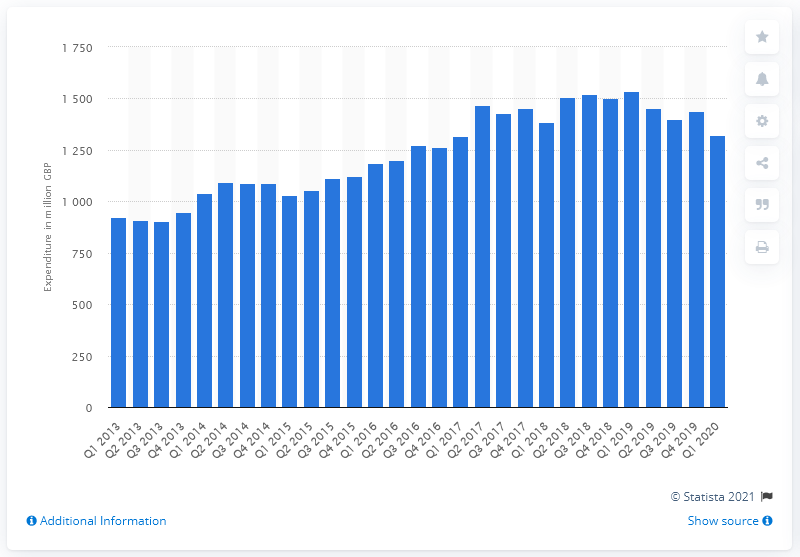 1 750
1 500
1 250
1 000
750
500
250
0
Expenditure in million GBP
Q1 2013
Q2 2013
Q3 2013
Q4 2013
Q1 2014
Q2 2014
Q3 2014
Q4 2014
Q1 2015
Q2 2015
Q3 2015
Q4 2015
Q1 2016
Q2 2016
Q3 2016
Q4 2016
Q1 2017
Q2 2017
Q3 2017
Q4 2017
Q1 2018
Q2 2018
Q3 2018
Q4 2018
Q1 2019
Q2 2019
Q3 2019
Q4 2019
Q1 2020
© Statista 2021
Additional Information
Show source